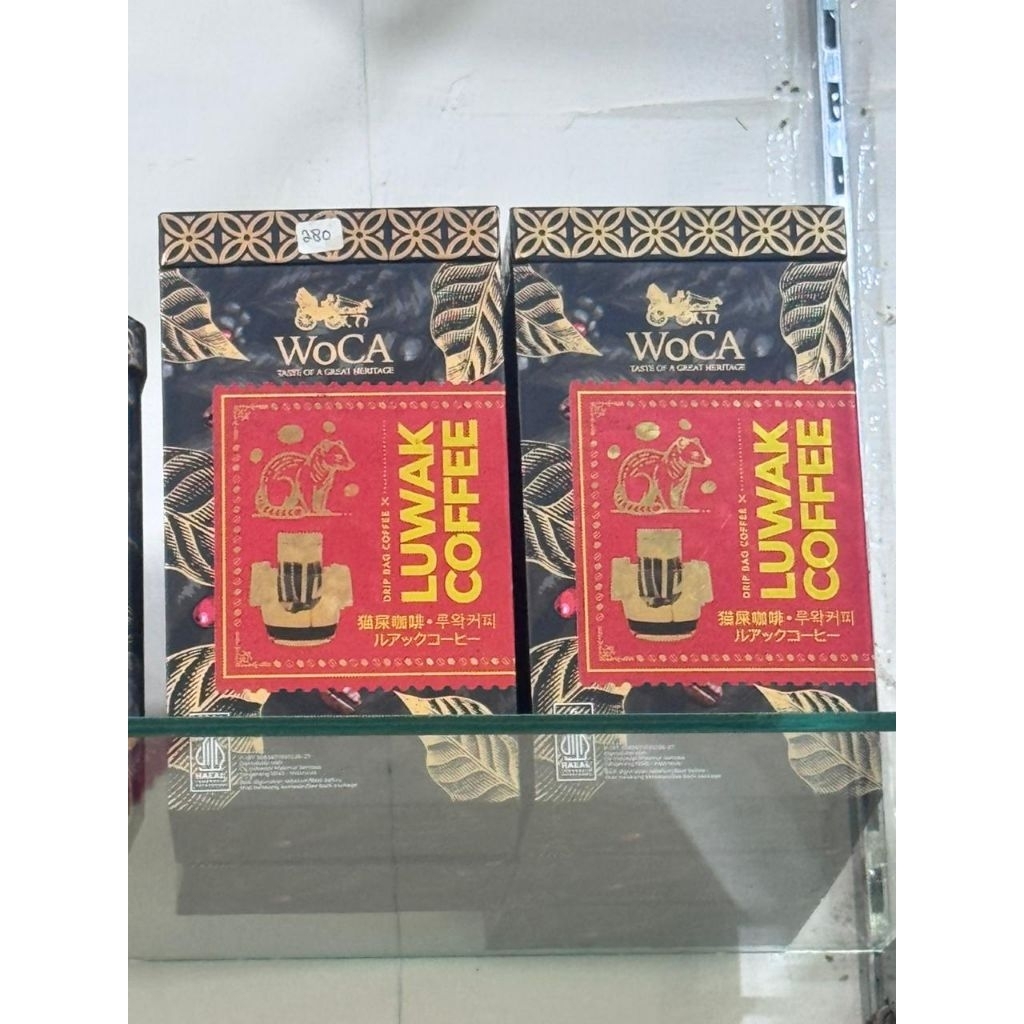 280
WoCA
TASTE OF A GREAT HERITAGE
DRIP BAG COFFEE
LUWAK
COFFEE
猫屎咖啡・루왁커피
ルアックコーヒー
HALAL
INDONESIA
WoCA
TASTE OF A GREAT HERITAGE
DRIP BAG COFFEE
LUWAK
COFFEE
猫屎咖啡・루왁커피
ルアックコーヒー
HALAL
INDONESIA